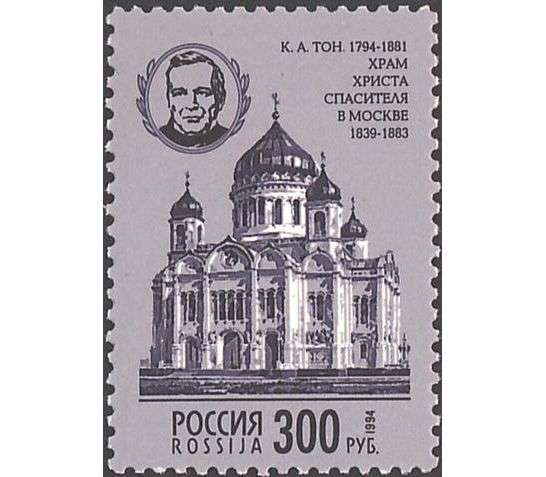 К. А. ТОН. 1794-1881
ХРАМ
ХРИСТА
СПАСИТЕЛЯ
В МОСКВЕ
1839-1883
РОССИЯ 300 РУБ.
ROSSIJA
1994